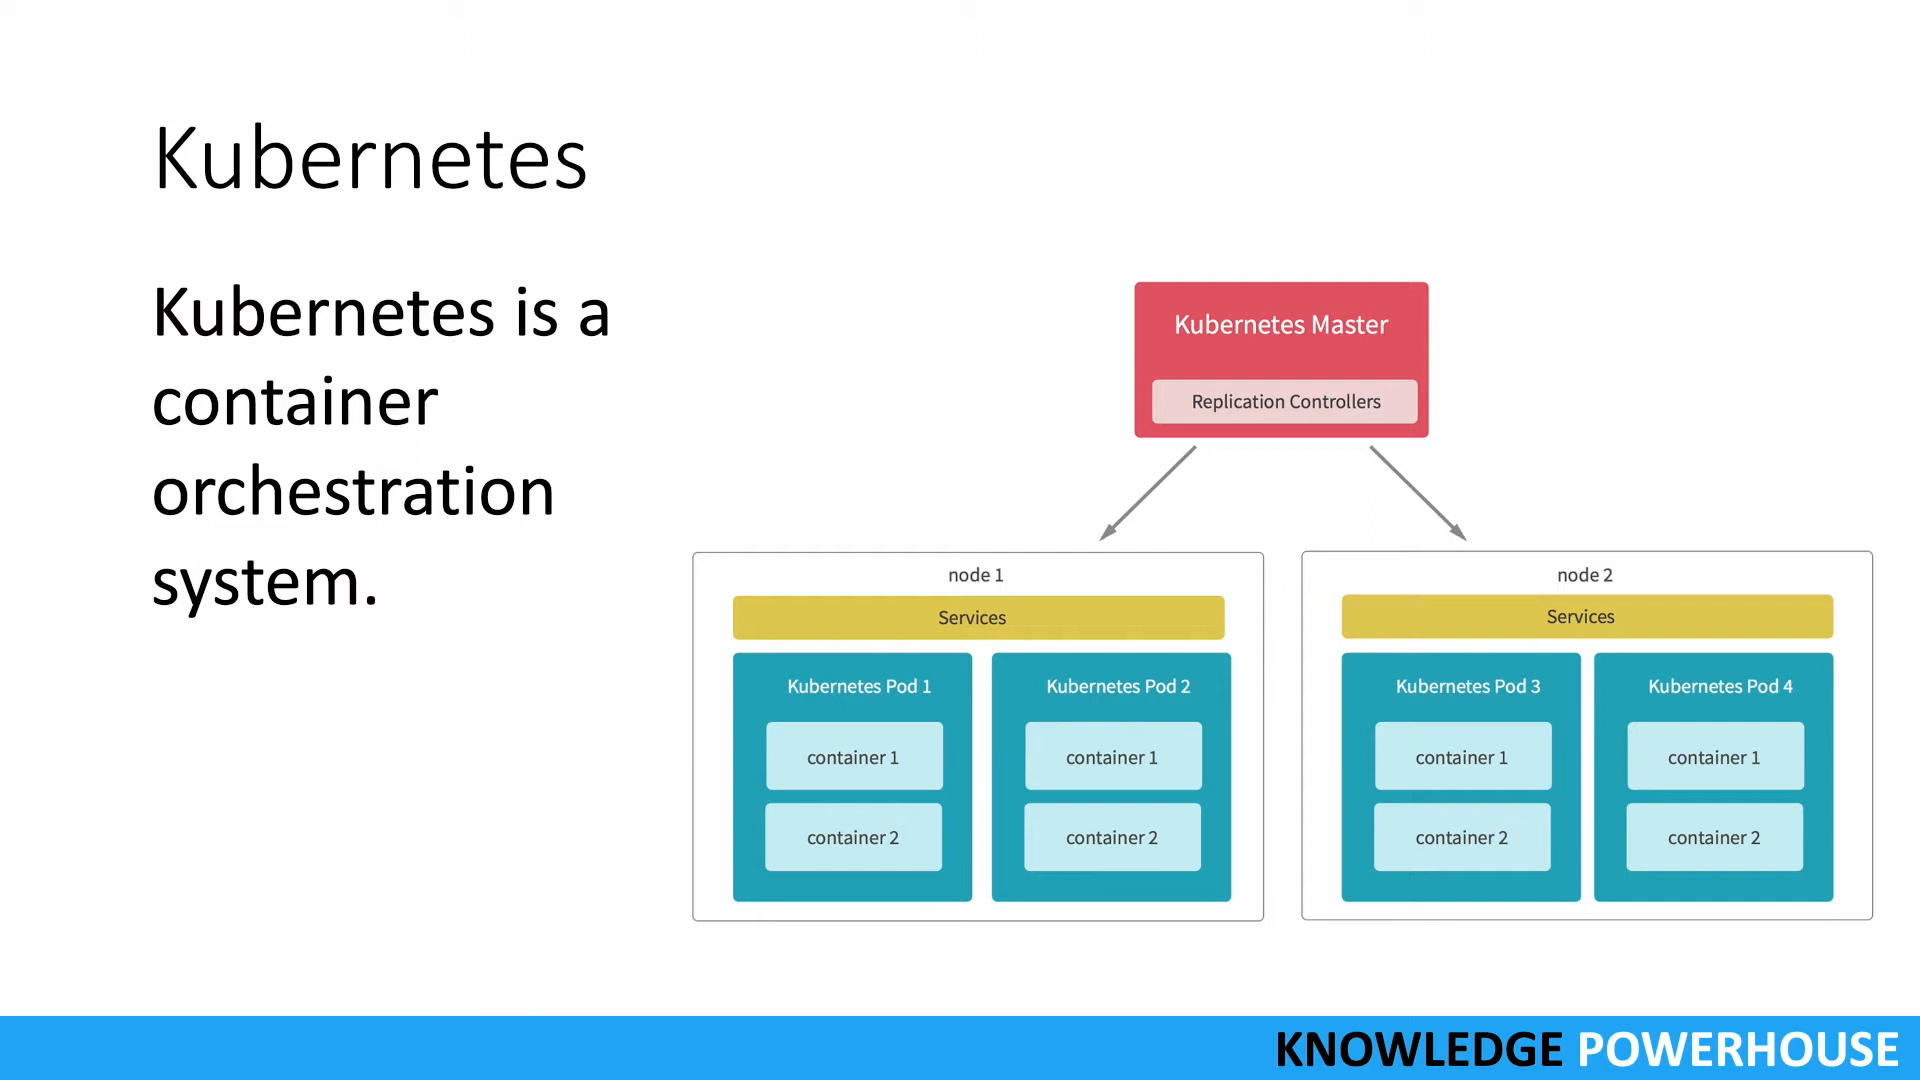 Kubernetes
Kubernetes is a
container
orchestration
system.
Kubernetes Master
Replication Controllers
node 1
Services
Kubernetes Pod 1
container 1
container 2
Kubernetes Pod 2
container 1
container 2
node 2
Services
Kubernetes Pod 3
container 1
container 2
Kubernetes Pod 4
container 1
container 2
KNOWLEDGE POWERHOUSE